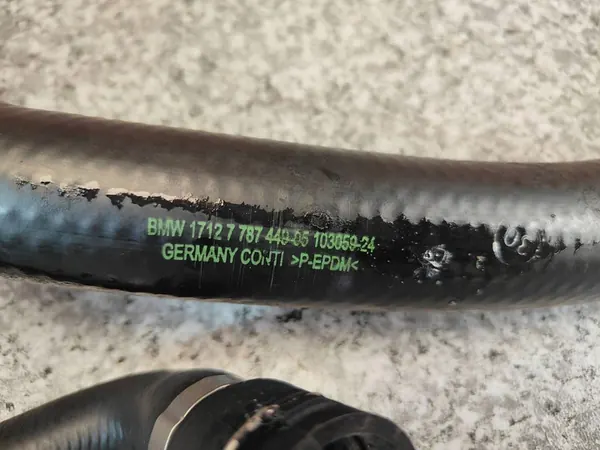 BMW 1712 7 787 449-05 103059-24
GERMANY CONTI >P-EPDM<